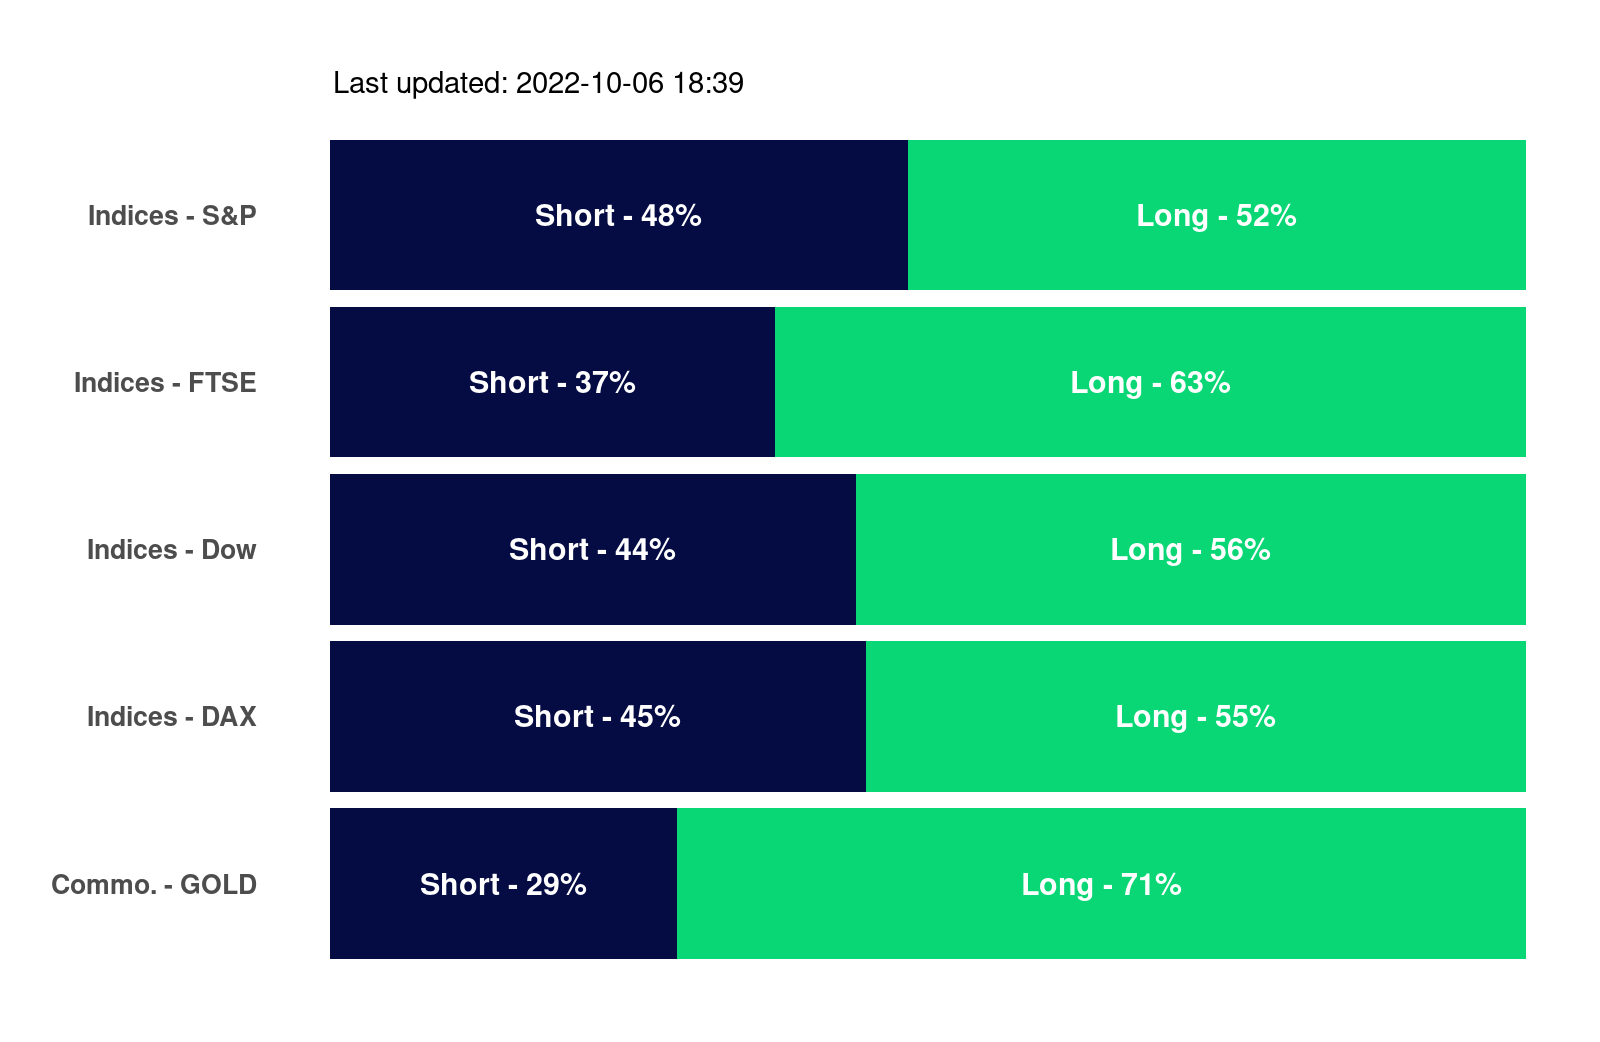 Last updated: 2022-10-06 18:39
Indices - S&P Short - 48% Long - 52%
Indices - FTSE Short - 37% Long - 63%
Indices - Dow Short - 44% Long - 56%
Indices - DAX Short - 45% Long - 55%
Commo. - GOLD Short - 29% Long - 71%